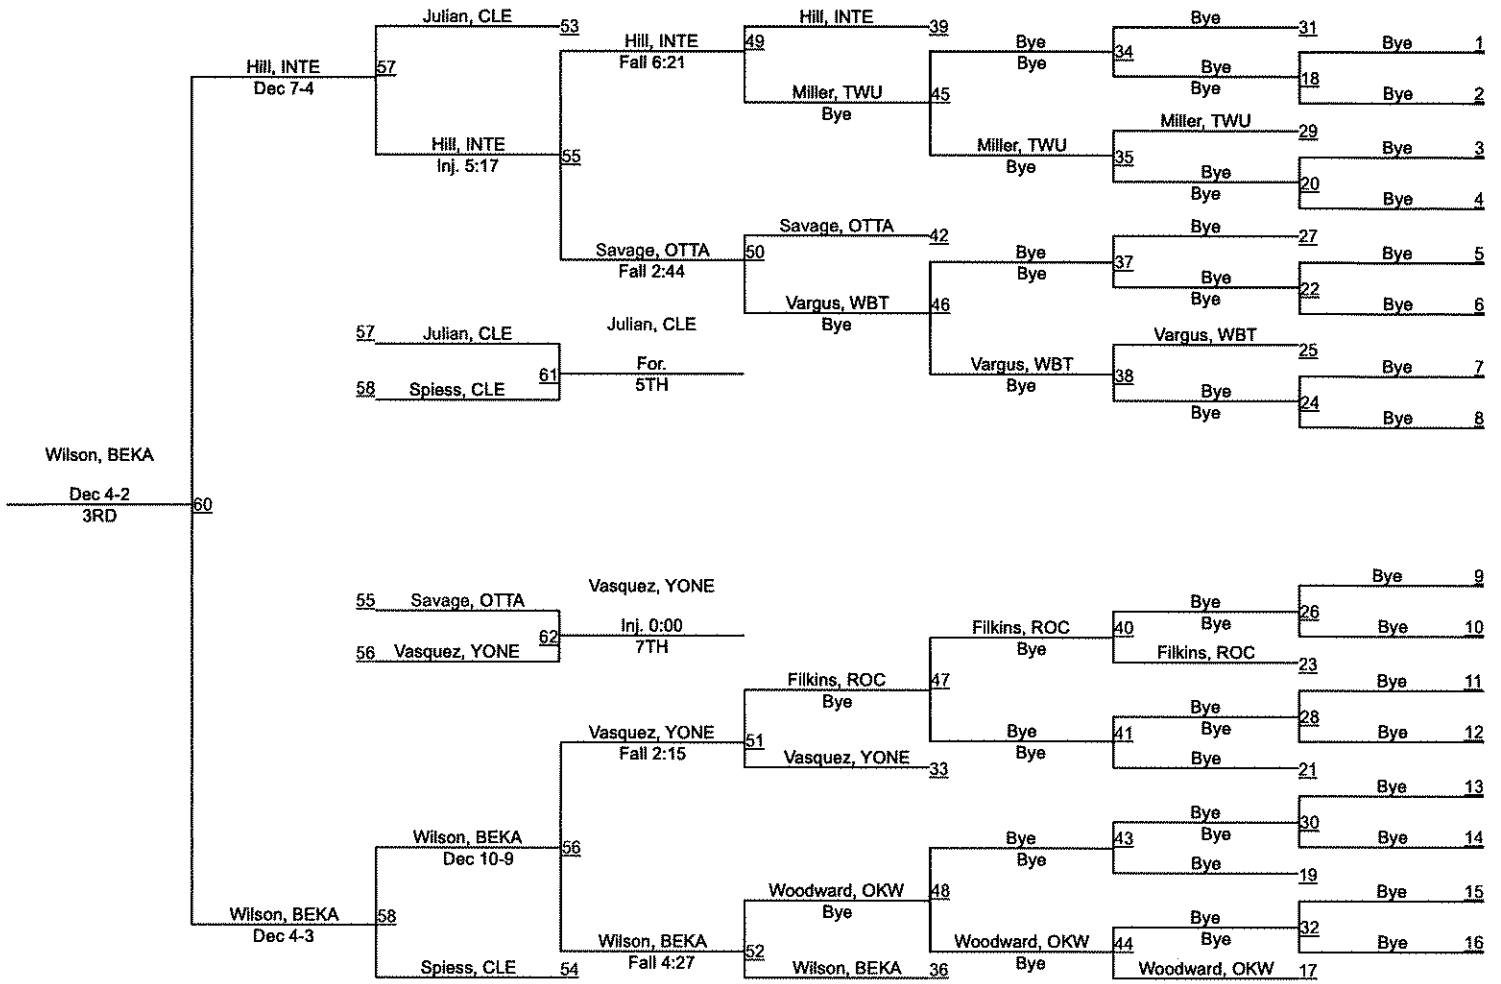 Julian, CLE
53
Hill, INTE
39
Bye
31
Hill, INTE
49
Fall 6:21
Bye
34
Bye
Bye
1
Hill, INTE
57
Dec 7-4
Bye
18
Bye
Miller, TWU
45
Bye
Bye
2
Miller, TWU
29
Hill, INTE
55
Inj. 5:17
Miller, TWU
35
Bye
Bye
3
Bye
20
Bye
Bye
4
Savage, OTTA
42
Bye
27
Savage, OTTA
50
Fall 2:44
Bye
37
Bye
Bye
5
Bye
22
Bye
Vargus, WBT
46
Bye
Bye
6
57
Julian, CLE
Julian, CLE
Vargus, WBT
25
61
For.
5TH
Vargus, WBT
38
Bye
Bye
7
58
Spiess, CLE
Bye
24
Bye
Bye
8
Wilson, BEKA
Dec 4-2
60
3RD
Vasquez, YONE
Bye
9
55
Savage, OTTA
Bye
26
Bye
62
Inj. 0:00
7TH
Filkins, ROC
40
Bye
Bye
10
56
Vasquez, YONE
Filkins, ROC
23
Filkins, ROC
47
Bye
Bye
11
Bye
28
Bye
Vasquez, YONE
51
Fall 2:15
Bye
41
Bye
Bye
12
Vasquez, YONE
33
Bye
21
Bye
13
Bye
30
Bye
Wilson, BEKA
56
Dec 10-9
Bye
43
Bye
Bye
14
Bye
19
Woodward, OKW
48
Bye
Bye
15
Wilson, BEKA
58
Dec 4-3
Bye
32
Bye
Wilson, BEKA
52
Fall 4:27
Woodward, OKW
44
Bye
Bye
16
Spiess, CLE
54
Wilson, BEKA
36
Woodward, OKW
17